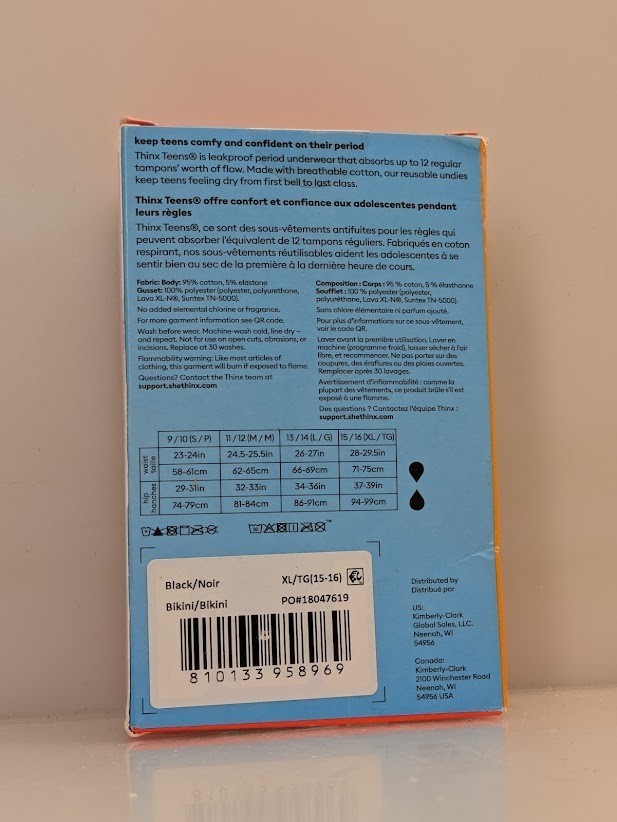 keep teens comfy and confident on their period
Thinx Teens® is leakproof period underwear that absorbs up to 12 regular
tampons' worth of flow. Made with breathable cotton, our reusable undies
keep teens feeling dry from first bell to last class.
Thinx Teens® offre confort et confiance aux adolescentes pendant
leurs règles
Thinx Teens®, ce sont des sous-vêtements antifuites pour les règles qui
peuvent absorber l'équivalent de 12 tampons réguliers. Fabriqués en coton
respirant, nos sous-vêtements réutilisables aident les adolescentes à se
sentir bien au sec de la première à la dernière heure de cours.
Fabric: Body: 95% cotton, 5% elastane
Gusset: 100% polyester (polyester, polyurethane,
Lava XL-N®, Suntex TN-5000).
No added elemental chlorine or fragrance.
For more garment information see QR code.
Wash before wear. Machine-wash cold, line dry –
and repeat. Not for use on open cuts, abrasions, or
incisions. Replace at 30 washes.
Flammability warning: Like most articles of
clothing, this garment will burn if exposed to flame.
Questions? Contact the Thinx team at
support.shethinx.com
Composition : Corps : 95 % coton, 5 % élasthanne
Soufflet : 100 % polyester (polyester,
polyuréthane, Lava XL-N®, Suntex TN-5000).
Sans chlore élémentaire ni parfum ajouté.
Pour plus d'informations sur ce sous-vêtement,
voir le code QR.
Laver avant la première utilisation. Laver en
machine (programme froid), laisser sécher à l'air
libre, et recommencer. Ne pas porter sur des
coupures, des éraflures ou des plaies ouvertes.
Remplacer après 30 lavages.
Avertissement d'inflammabilité : comme la
plupart des vêtements, ce produit brûle s'il est
exposé à une flamme.
Des questions ? Contactez l'équipe Thinx :
support.shethinx.com
9 / 10 (S / P) 11 / 12 (M / M) 13 / 14 (L / G) 15 / 16 (XL / TG)
waist taille
23-24in 24.5-25.5in 26-27in 28-29.5in
58-61cm 62-65cm 66-69cm 71-75cm
hip hanches
29-31in 32-33in 34-36in 37-39in
74-79cm 81-84cm 86-91cm 94-99cm
Black/Noir XL/TG(15-16)
Bikini/Bikini PO#18047619
810133 958969
Distributed by
Distribué par
US:
Kimberly-Clark
Global Sales, LLC.
Neenah, WI
54956
Canada:
Kimberly-Clark
2100 Winchester Road
Neenah, WI
54956 USA